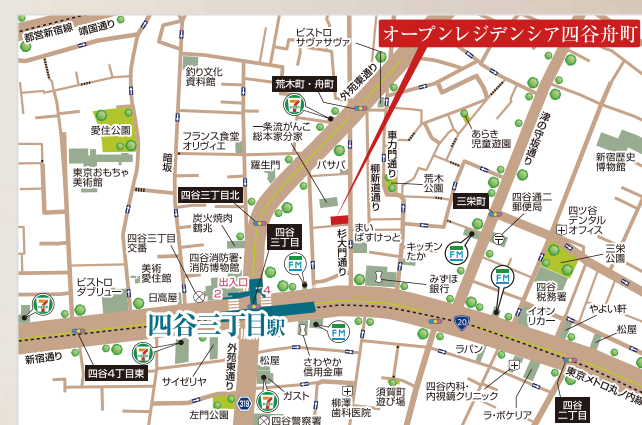 オープンレジデンシア四谷舟町
都営新宿線 靖国通り
ビストロ
サヴァサヴァ
釣り文化
資料館
荒木町・舟町
外苑東通り
愛住公園
フランス食堂
オリヴィエ
一条流がんこ
総本家分家
車力門通り
あらき
児童遊園
津の守坂通り
新宿歴史
博物館
暗坂
東京おもちゃ
美術館
羅生門
バサバ
柳新道通り
荒木
公園
四谷三丁目北
三栄町
四谷通二
郵便局
四ツ谷
デンタル
オフィス
炭火焼肉
鶴兆
四谷
三丁目
杉大門通り
まい
ばすけっと
キッチン
たか
三栄
公園
四谷三丁目
交番
四谷消防署・
消防博物館
美術
愛住館
出入口
2
4
みずほ
銀行
四谷
税務署
ビストロ
ダブリュー
日高屋
イオン
リカー
やよい軒
松屋
四谷三丁目駅
20
新宿通り
四谷4丁目東
サイゼリヤ
外苑東通り
松屋
さわやか
信用金庫
ラパン
東京メトロ丸ノ内線
ガスト
柳澤
歯科医院
須賀町
遊び場
四谷内科・
内視鏡クリニック
ラ・ボケリア
四谷
二丁目
左門公園
319
四谷警察署
7
7
7
7
FM
FM
FM
FM